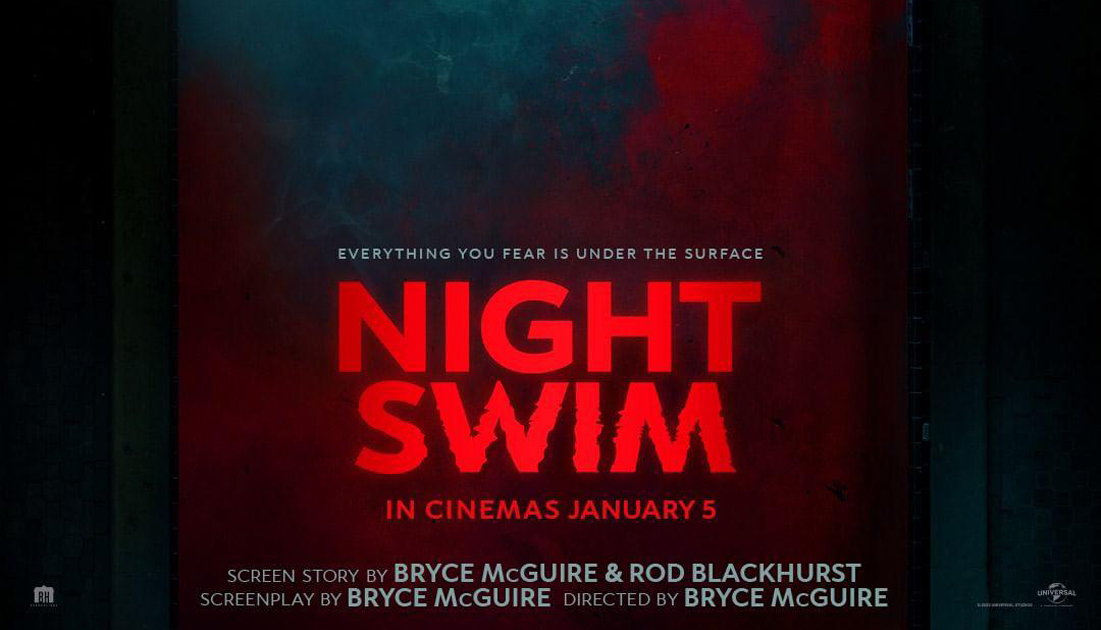 EVERYTHING YOU FEAR IS UNDER THE SURFACE
NIGHT
SWIM
IN CINEMAS JANUARY 5
SCREEN STORY BY BRYCE McGUIRE & ROD BLACKHURST
SCREENPLAY BY BRYCE McGUIRE DIRECTED BY BRYCE McGUIRE
BH
UNIVERSAL